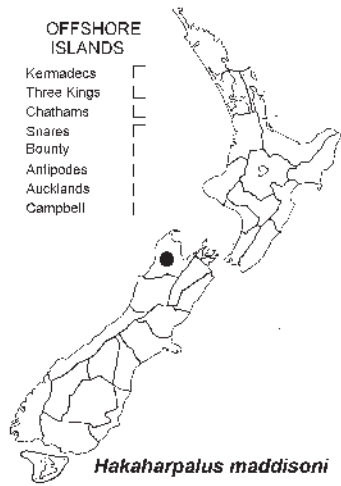 OFFSHORE
ISLANDS
Kermadecs
Three Kings
Chathams
Snares
Bounty
Antipodes
Aucklands
Campbell
Hakaharpalus maddisoni